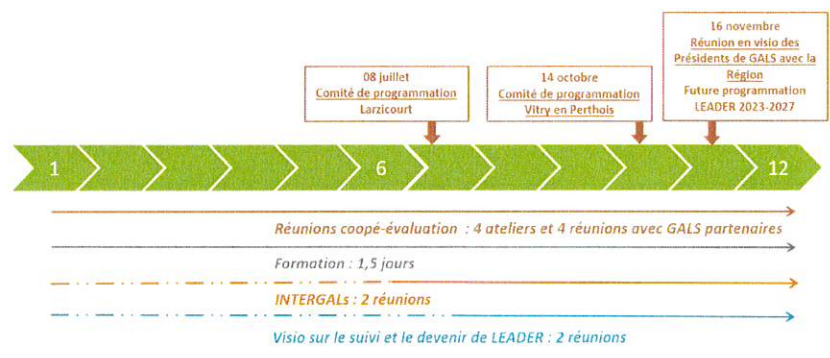 08 juillet
Comité de programmation
Larzicourt
14 octobre
Comité de programmation
Vitry en Perthois
16 novembre
Réunion en visio des
Présidents de GALS avec la
Région
Future programmation
LEADER 2023-2027
1
6
12
Réunions coopé-évaluation : 4 ateliers et 4 réunions avec GALS partenaires
Formation : 1,5 jours
INTERGALs : 2 réunions
Visio sur le suivi et le devenir de LEADER : 2 réunions